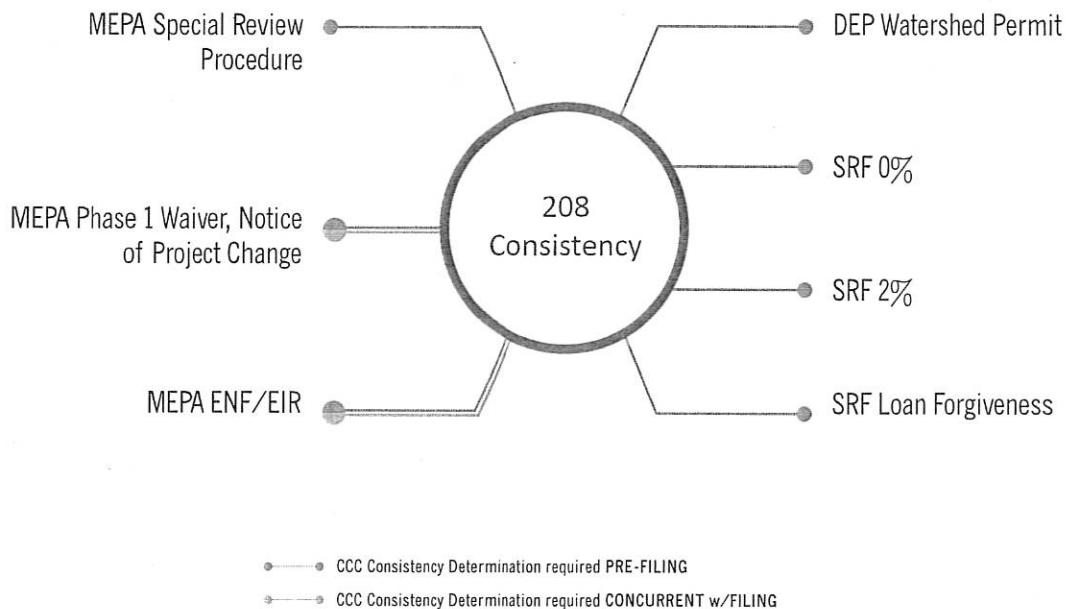 MEPA Special Review
Procedure
DEP Watershed Permit
SRF 0%
MEPA Phase 1 Waiver, Notice
of Project Change
208
Consistency
SRF 2%
MEPA ENF/EIR
SRF Loan Forgiveness
CCC Consistency Determination required PRE-FILING
CCC Consistency Determination required CONCURRENT w/FILING